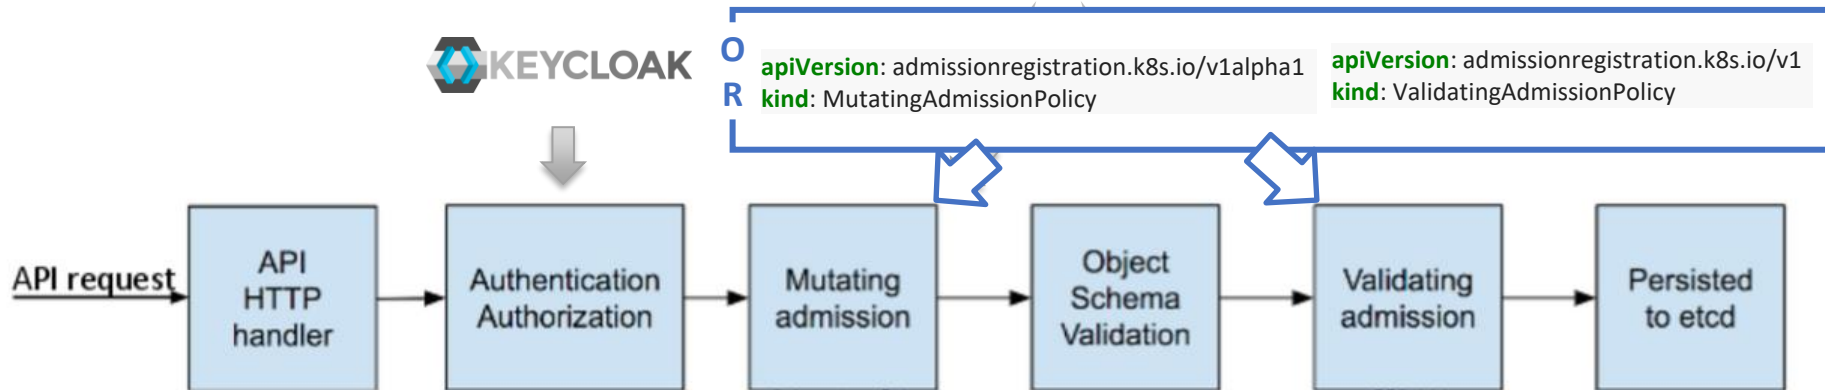 KEYCLOAK
O
R
apiVersion: admissionregistration.k8s.io/v1alpha1
kind: MutatingAdmissionPolicy
apiVersion: admissionregistration.k8s.io/v1
kind: ValidatingAdmissionPolicy
API request
API
HTTP
handler
Authentication
Authorization
Mutating
admission
Object
Schema
Validation
Validating
admission
Persisted
to etcd